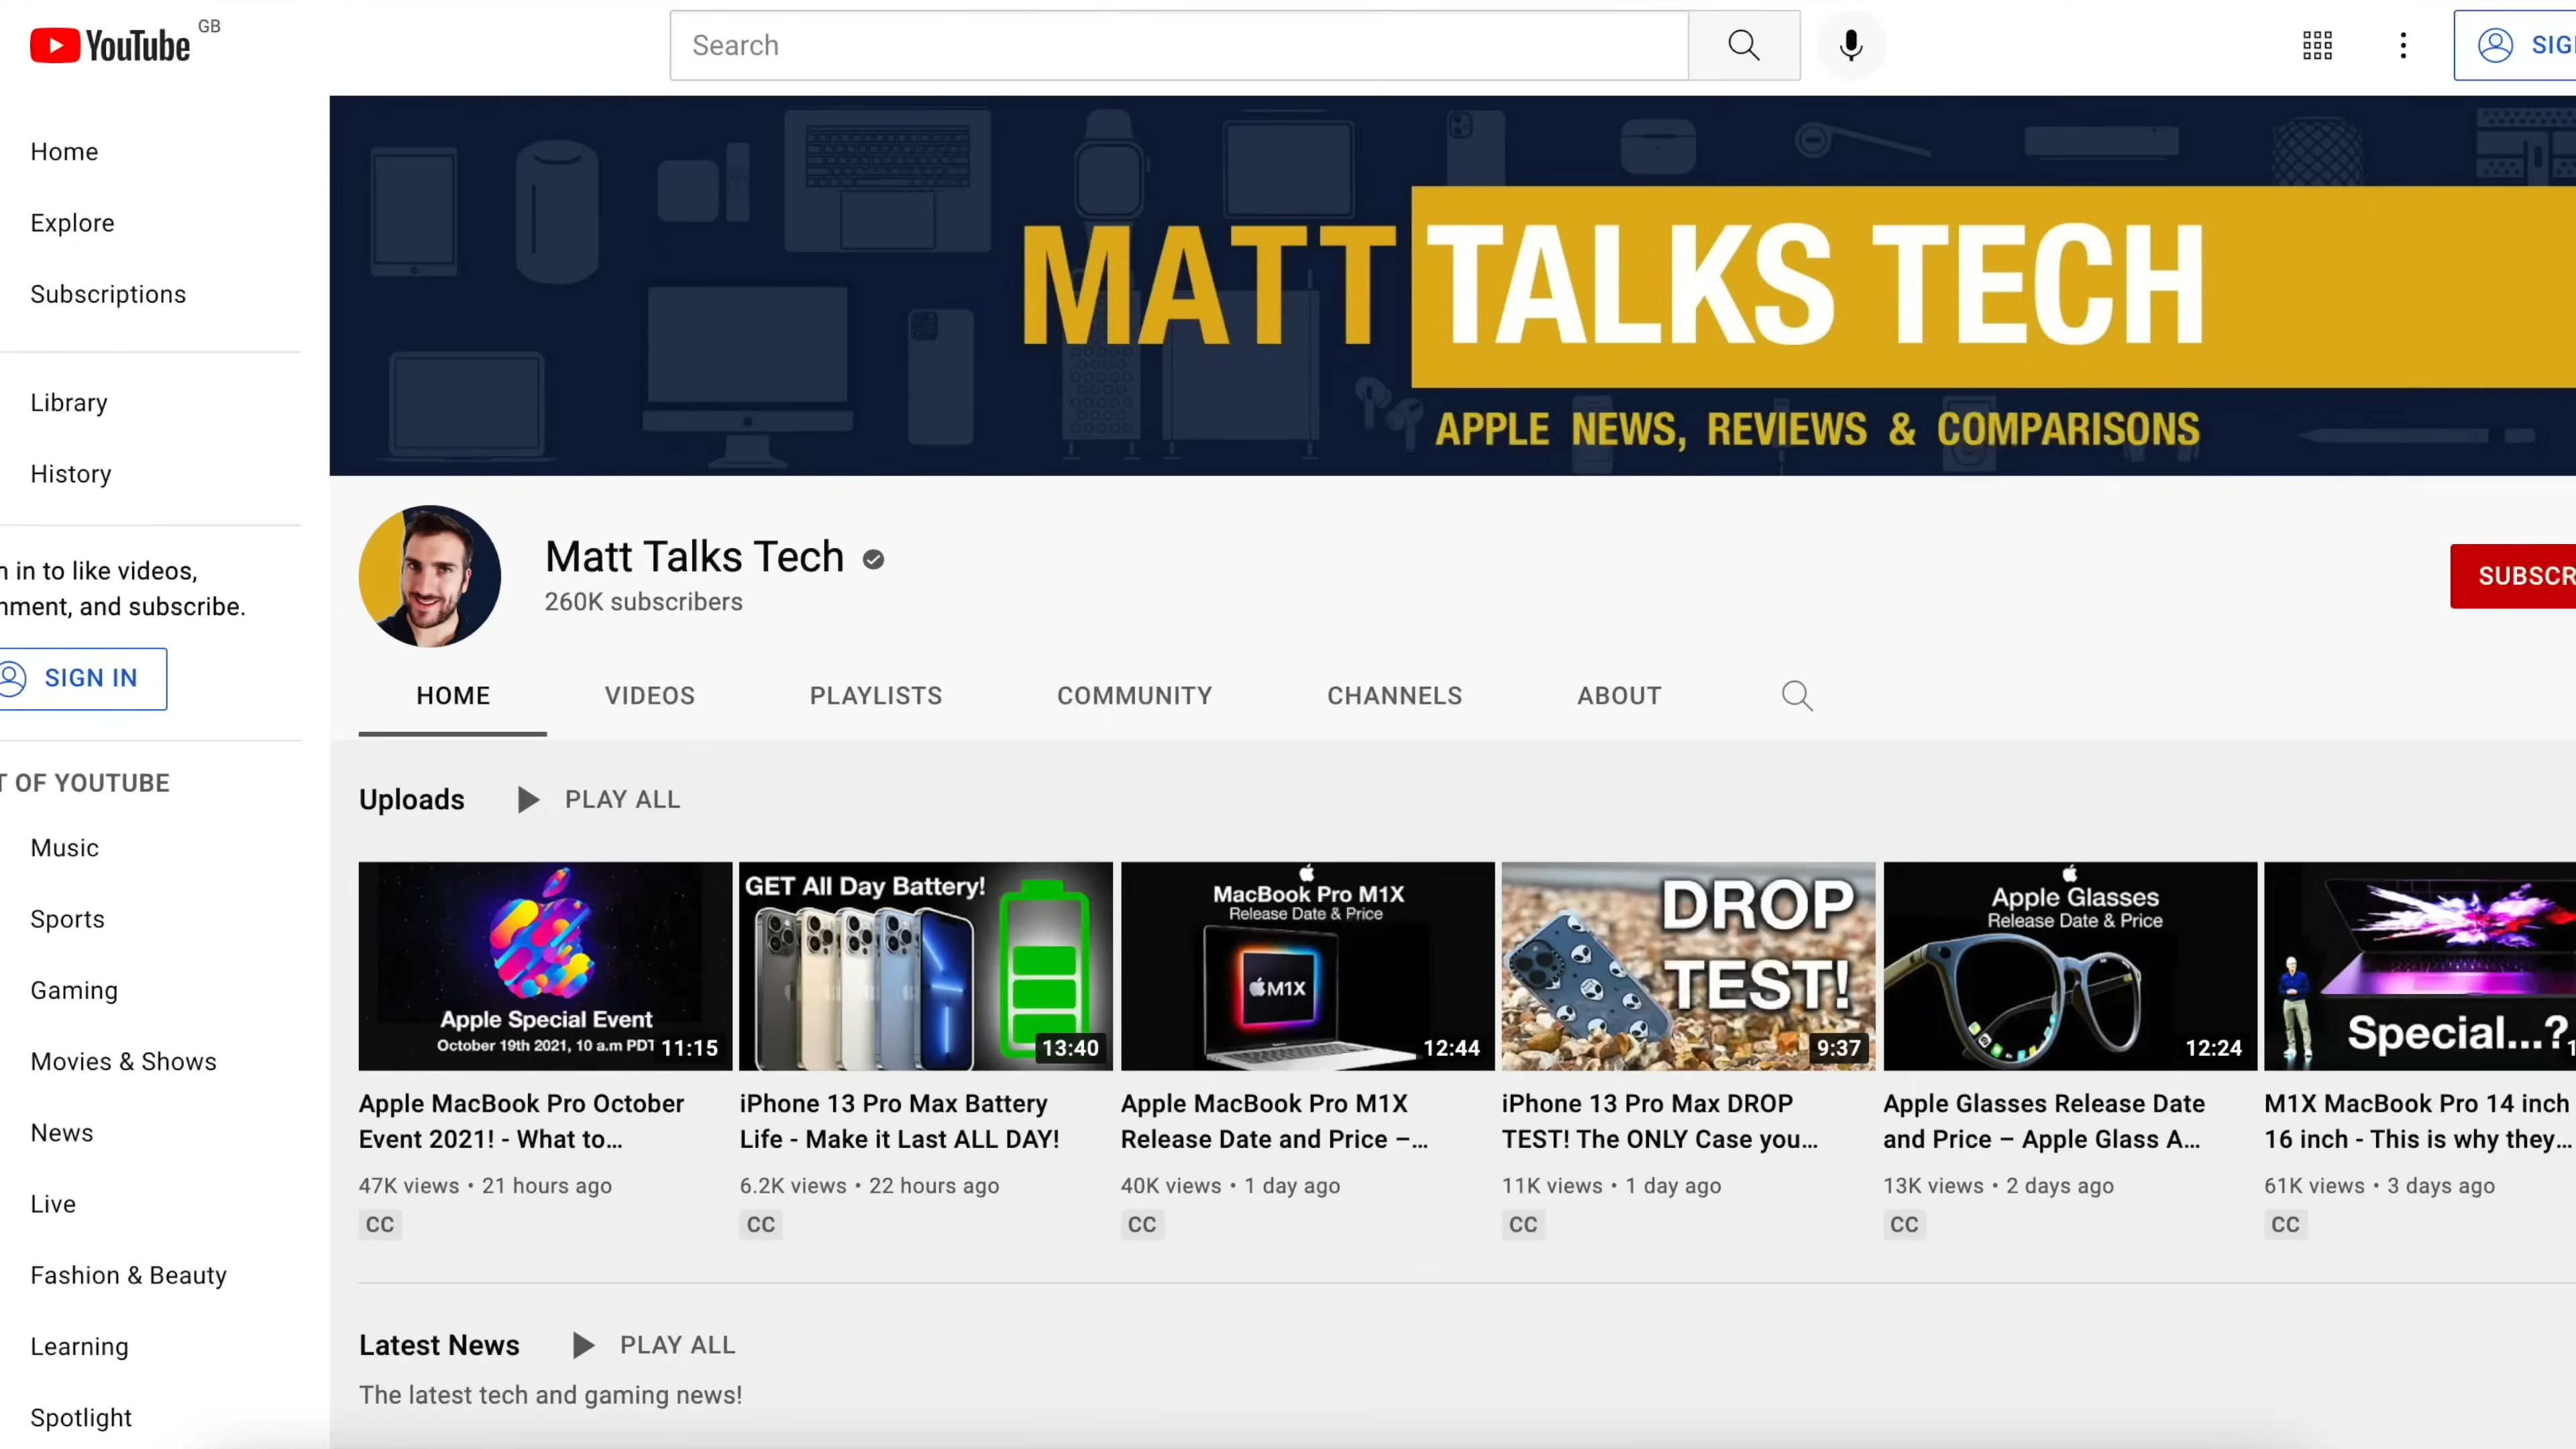 YouTube GB
Search
SIG
Home
Explore
Subscriptions
Library
History
in to like videos,
and subscribe.
SIGN IN
OF YOUTUBE
Music
Sports
Gaming
Movies & Shows
News
Live
Fashion & Beauty
Learning
Spotlight
MATT TALKS TECH
APPLE NEWS, REVIEWS & COMPARISONS
Matt Talks Tech
260K subscribers
SUBSCR
HOME VIDEOS PLAYLISTS COMMUNITY CHANNELS ABOUT
Uploads PLAY ALL
Apple Special Event
October 19th 2021, 10 a.m PDT
11:15
Apple MacBook Pro October
Event 2021! - What to...
47K views • 21 hours ago
CC
GET All Day Battery!
13:40
iPhone 13 Pro Max Battery
Life - Make it Last ALL DAY!
6.2K views • 22 hours ago
CC
MacBook Pro M1X
Release Date & Price
M1X
12:44
Apple MacBook Pro M1X
Release Date and Price –...
40K views • 1 day ago
CC
DROP
TEST!
9:37
iPhone 13 Pro Max DROP
TEST! The ONLY Case you...
11K views • 1 day ago
CC
Apple Glasses
Release Date & Price
12:24
Apple Glasses Release Date
and Price – Apple Glass A...
13K views • 2 days ago
CC
Special...?
M1X MacBook Pro 14 inch
16 inch - This is why they...
61K views • 3 days ago
CC
Latest News PLAY ALL
The latest tech and gaming news!